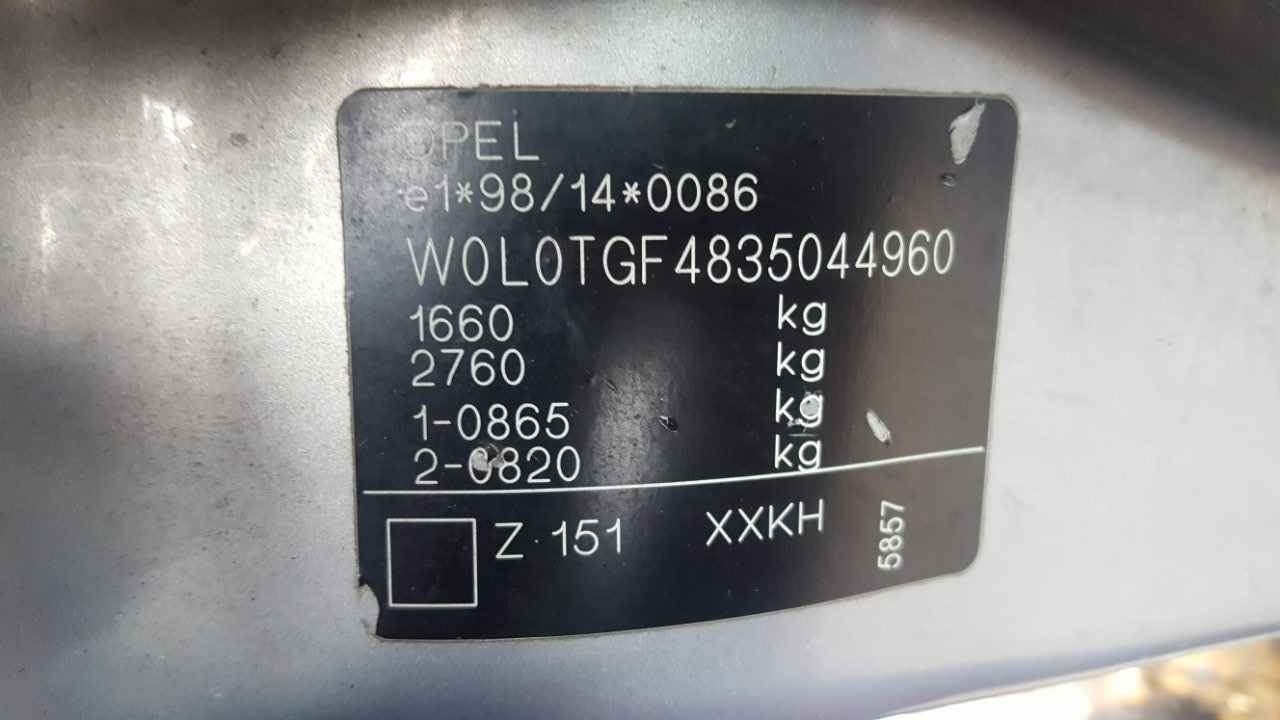 OPEL
e1*98/14*0086
W0L0TGF4835044960
1660 kg
2760 kg
1-0865 kg
2-0820 kg
Z 151 XXKH
5857